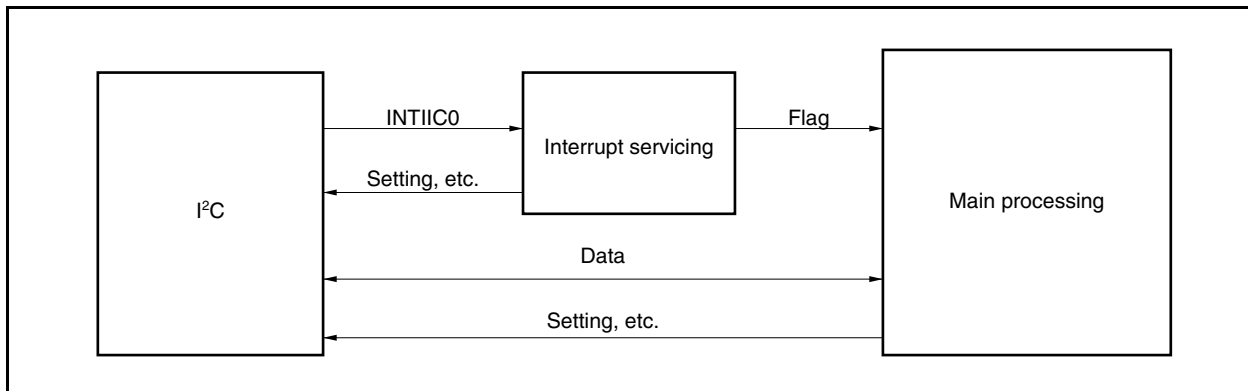 INTIIC0
Flag
Interrupt servicing
Setting, etc.
I²C
Main processing
Data
Setting, etc.